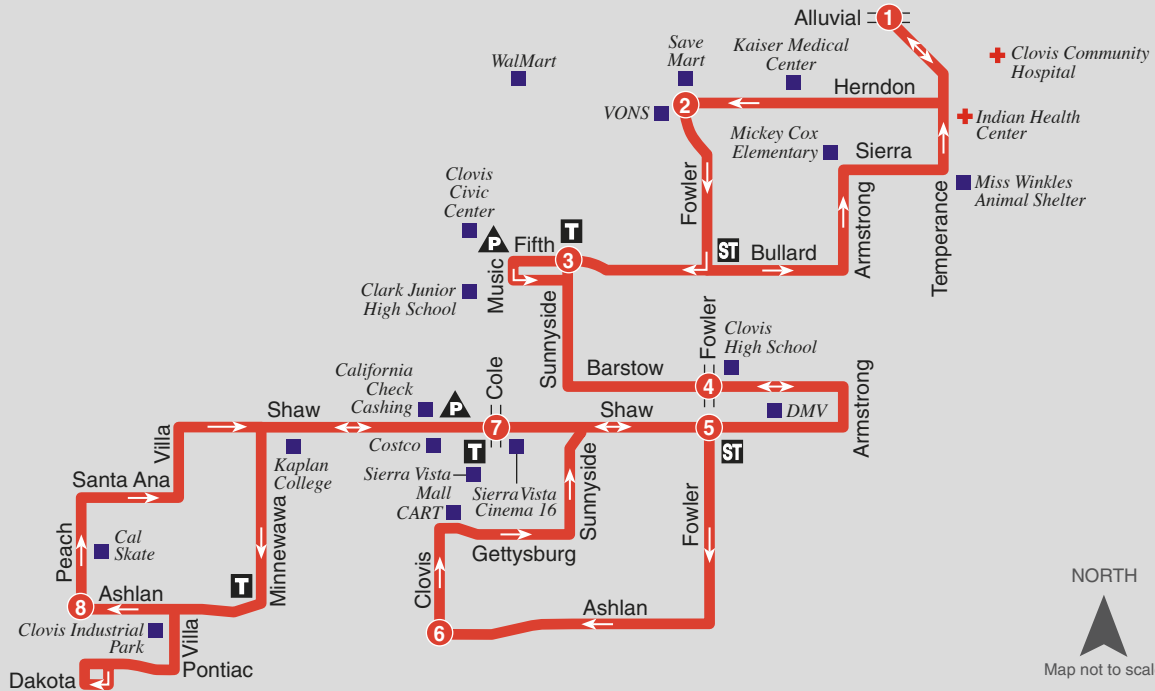 Alluvial
1
Clovis Community
Hospital
Save
Mart
Kaiser Medical
Center
WalMart
Herndon
2
VONS
Indian Health
Center
Mickey Cox
Elementary
Sierra
Miss Winkles
Animal Shelter
Clovis
Civic
Center
Fowler
Armstrong
Temperance
P
Fifth
T
3
ST
Bullard
Music
Clark Junior
High School
Sunnyside
Fowler
Clovis
High School
Barstow
4
Armstrong
DMV
California
Check
Cashing
P
Cole
Shaw
7
Shaw
5
ST
Villa
Costco
T
Kaplan
College
Sierra Vista
Mall
Sierra Vista
Cinema 16
CART
Sunnyside
Santa Ana
Minnewawa
Fowler
Gettysburg
Peach
Cal
Skate
Clovis
T
8
Ashlan
Ashlan
6
Clovis Industrial
Park
Villa
Pontiac
Dakota
NORTH
Map not to scal